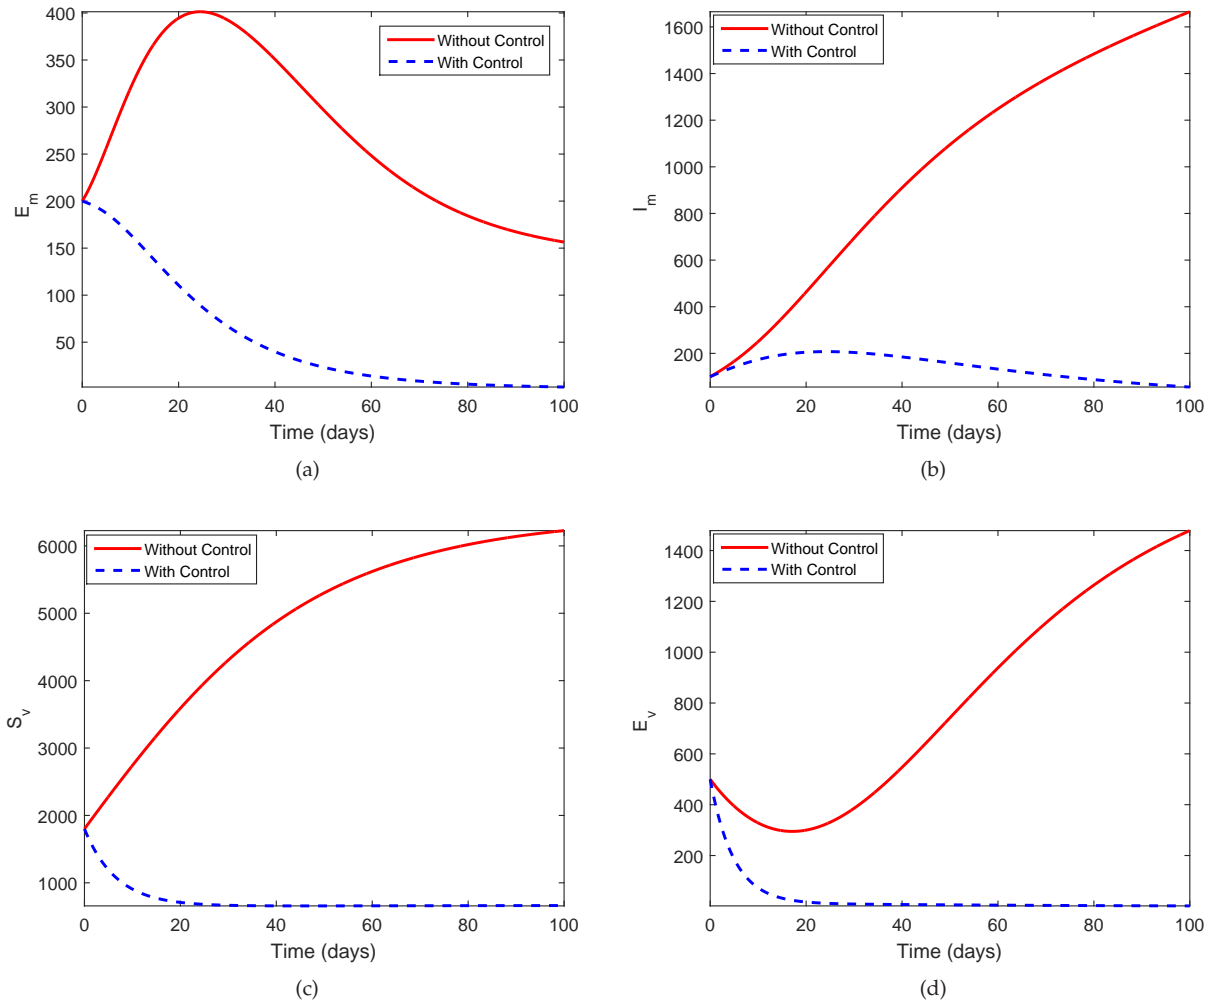 400
350
300
250
200
150
100
50
E_m
0 20 40 60 80 100
Time (days)
Without Control
With Control
(a)
1600
1400
1200
1000
800
600
400
200
I_m
0 20 40 60 80 100
Time (days)
Without Control
With Control
(b)
6000
5000
4000
3000
2000
1000
S_v
0 20 40 60 80 100
Time (days)
Without Control
With Control
(c)
1400
1200
1000
800
600
400
200
E_v
0 20 40 60 80 100
Time (days)
Without Control
With Control
(d)